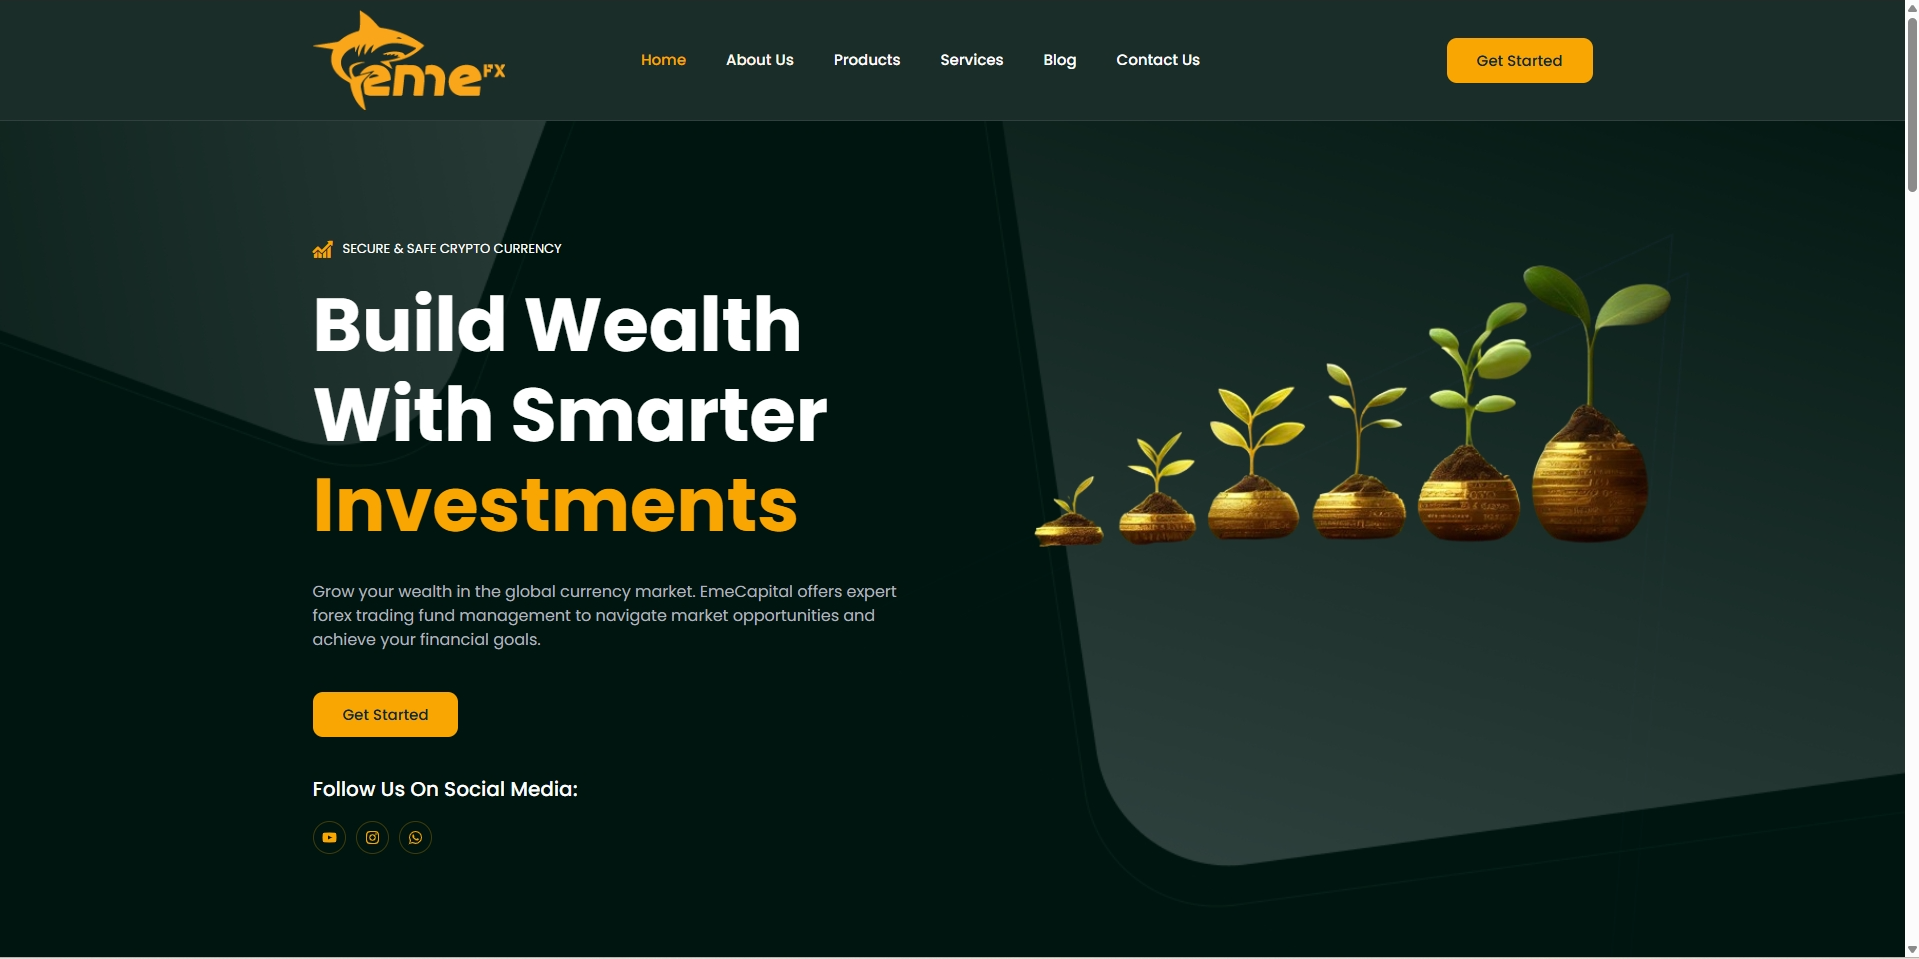 eme FX
Home About Us Products Services Blog Contact Us
Get Started
SECURE & SAFE CRYPTO CURRENCY
Build Wealth
With Smarter
Investments
Grow your wealth in the global currency market. EmeCapital offers expert
forex trading fund management to navigate market opportunities and
achieve your financial goals.
Get Started
Follow Us On Social Media: